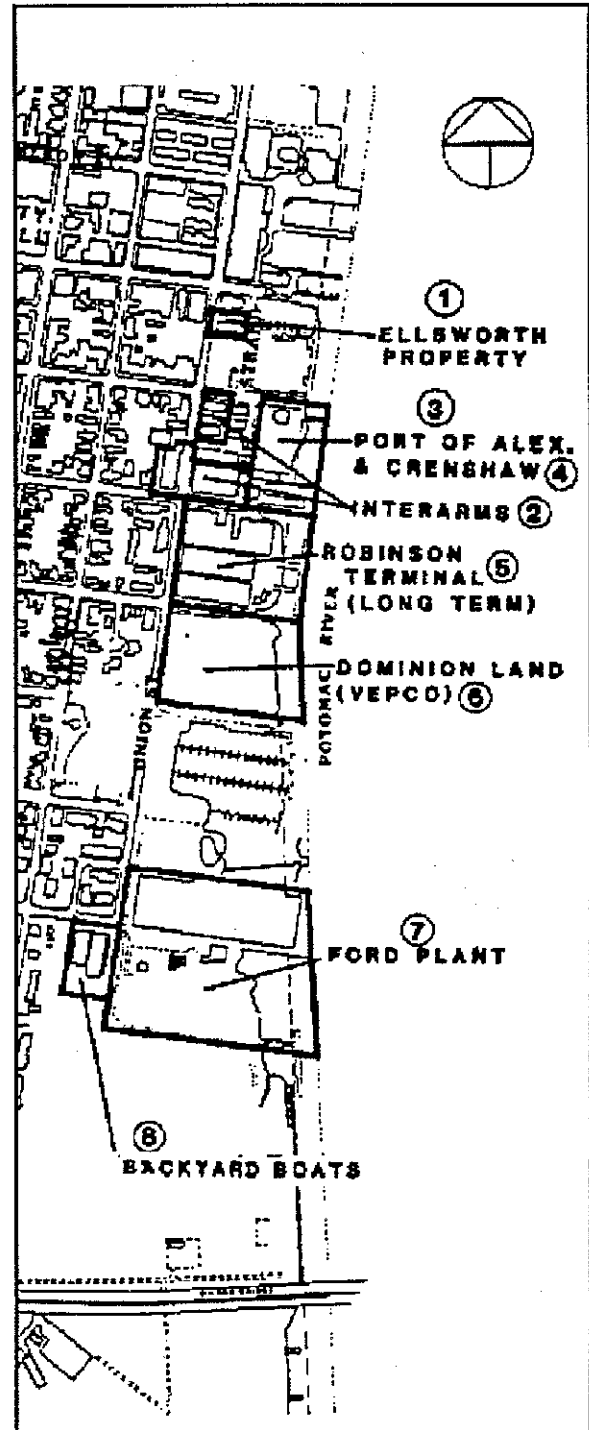 ①
ELLSWORTH
PROPERTY
STRAND
③
PORT OF ALEX.
& CRENSHAW ④
INTERARMS ②
ROBINSON
TERMINAL ⑤
(LONG TERM)
DOMINION LAND
(VEPCO) ⑥
POTOMAC RIVER
UNION ST
⑦
FORD PLANT
⑧
BACKYARD BOATS